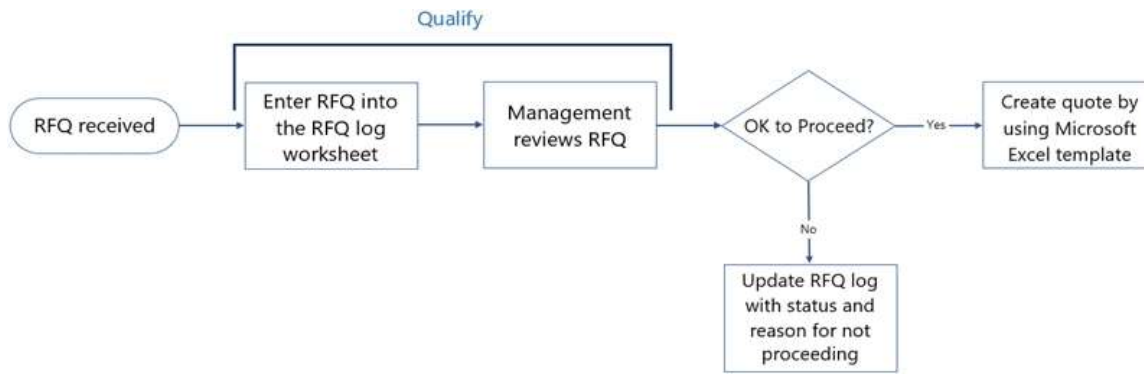 Qualify
RFQ received
Enter RFQ into
the RFQ log
worksheet
Management
reviews RFQ
OK to Proceed?
Yes
Create quote by
using Microsoft
Excel template
No
Update RFQ log
with status and
reason for not
proceeding